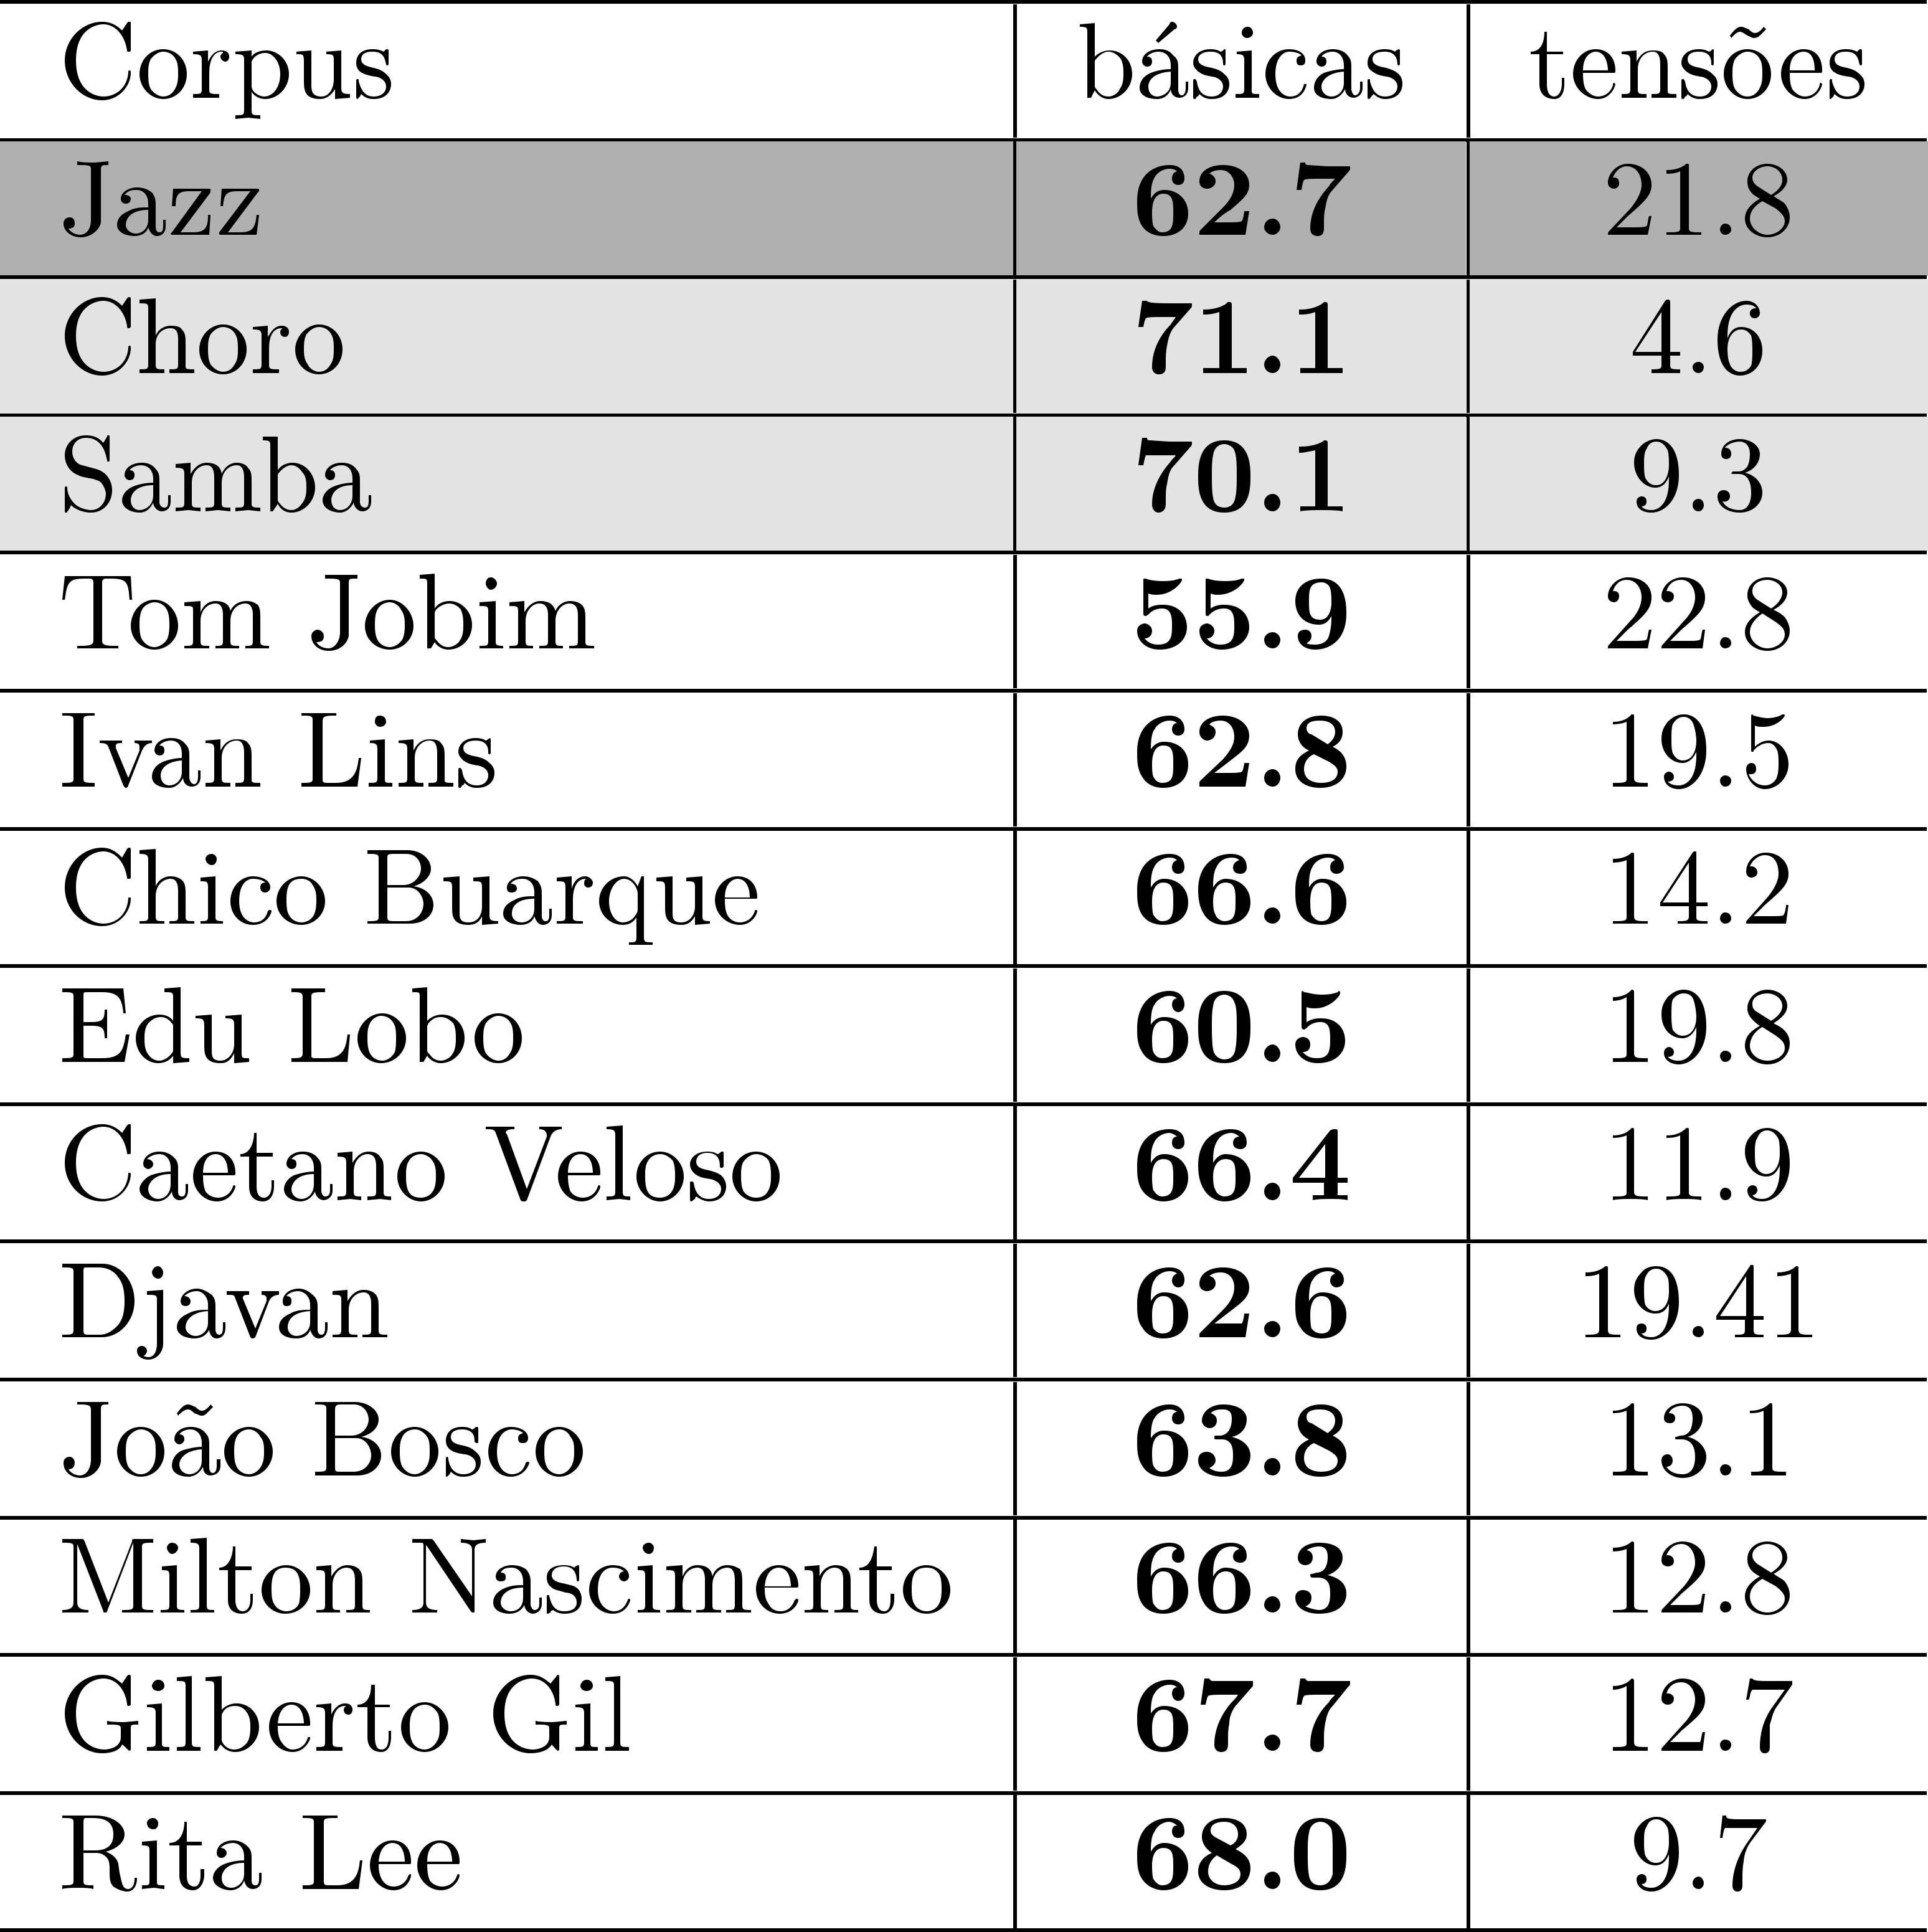 Corpus básicas tensões
Jazz 62.7 21.8
Choro 71.1 4.6
Samba 70.1 9.3
Tom Jobim 55.9 22.8
Ivan Lins 62.8 19.5
Chico Buarque 66.6 14.2
Edu Lobo 60.5 19.8
Caetano Veloso 66.4 11.9
Djavan 62.6 19.41
João Bosco 63.8 13.1
Milton Nascimento 66.3 12.8
Gilberto Gil 67.7 12.7
Rita Lee 68.0 9.7